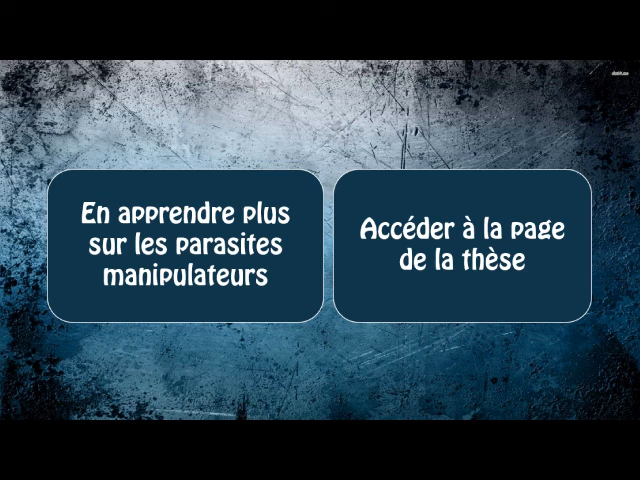 En apprendre plus
sur les parasites
manipulateurs
Accéder à la page
de la thèse